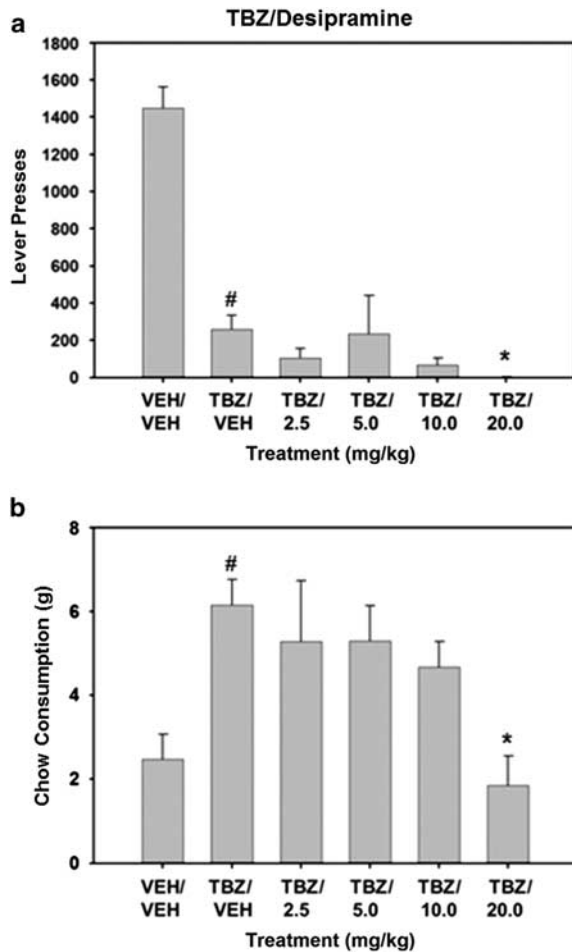 TBZ/Desipramine
a
1800
1600
1400
1200
1000
800
600
400
200
0
Lever Presses
#
*
VEH/ TBZ/ TBZ/ TBZ/ TBZ/ TBZ/
VEH VEH 2.5 5.0 10.0 20.0
Treatment (mg/kg)
b
8
6
4
2
0
Chow Consumption (g)
#
*
VEH/ TBZ/ TBZ/ TBZ/ TBZ/ TBZ/
VEH VEH 2.5 5.0 10.0 20.0
Treatment (mg/kg)